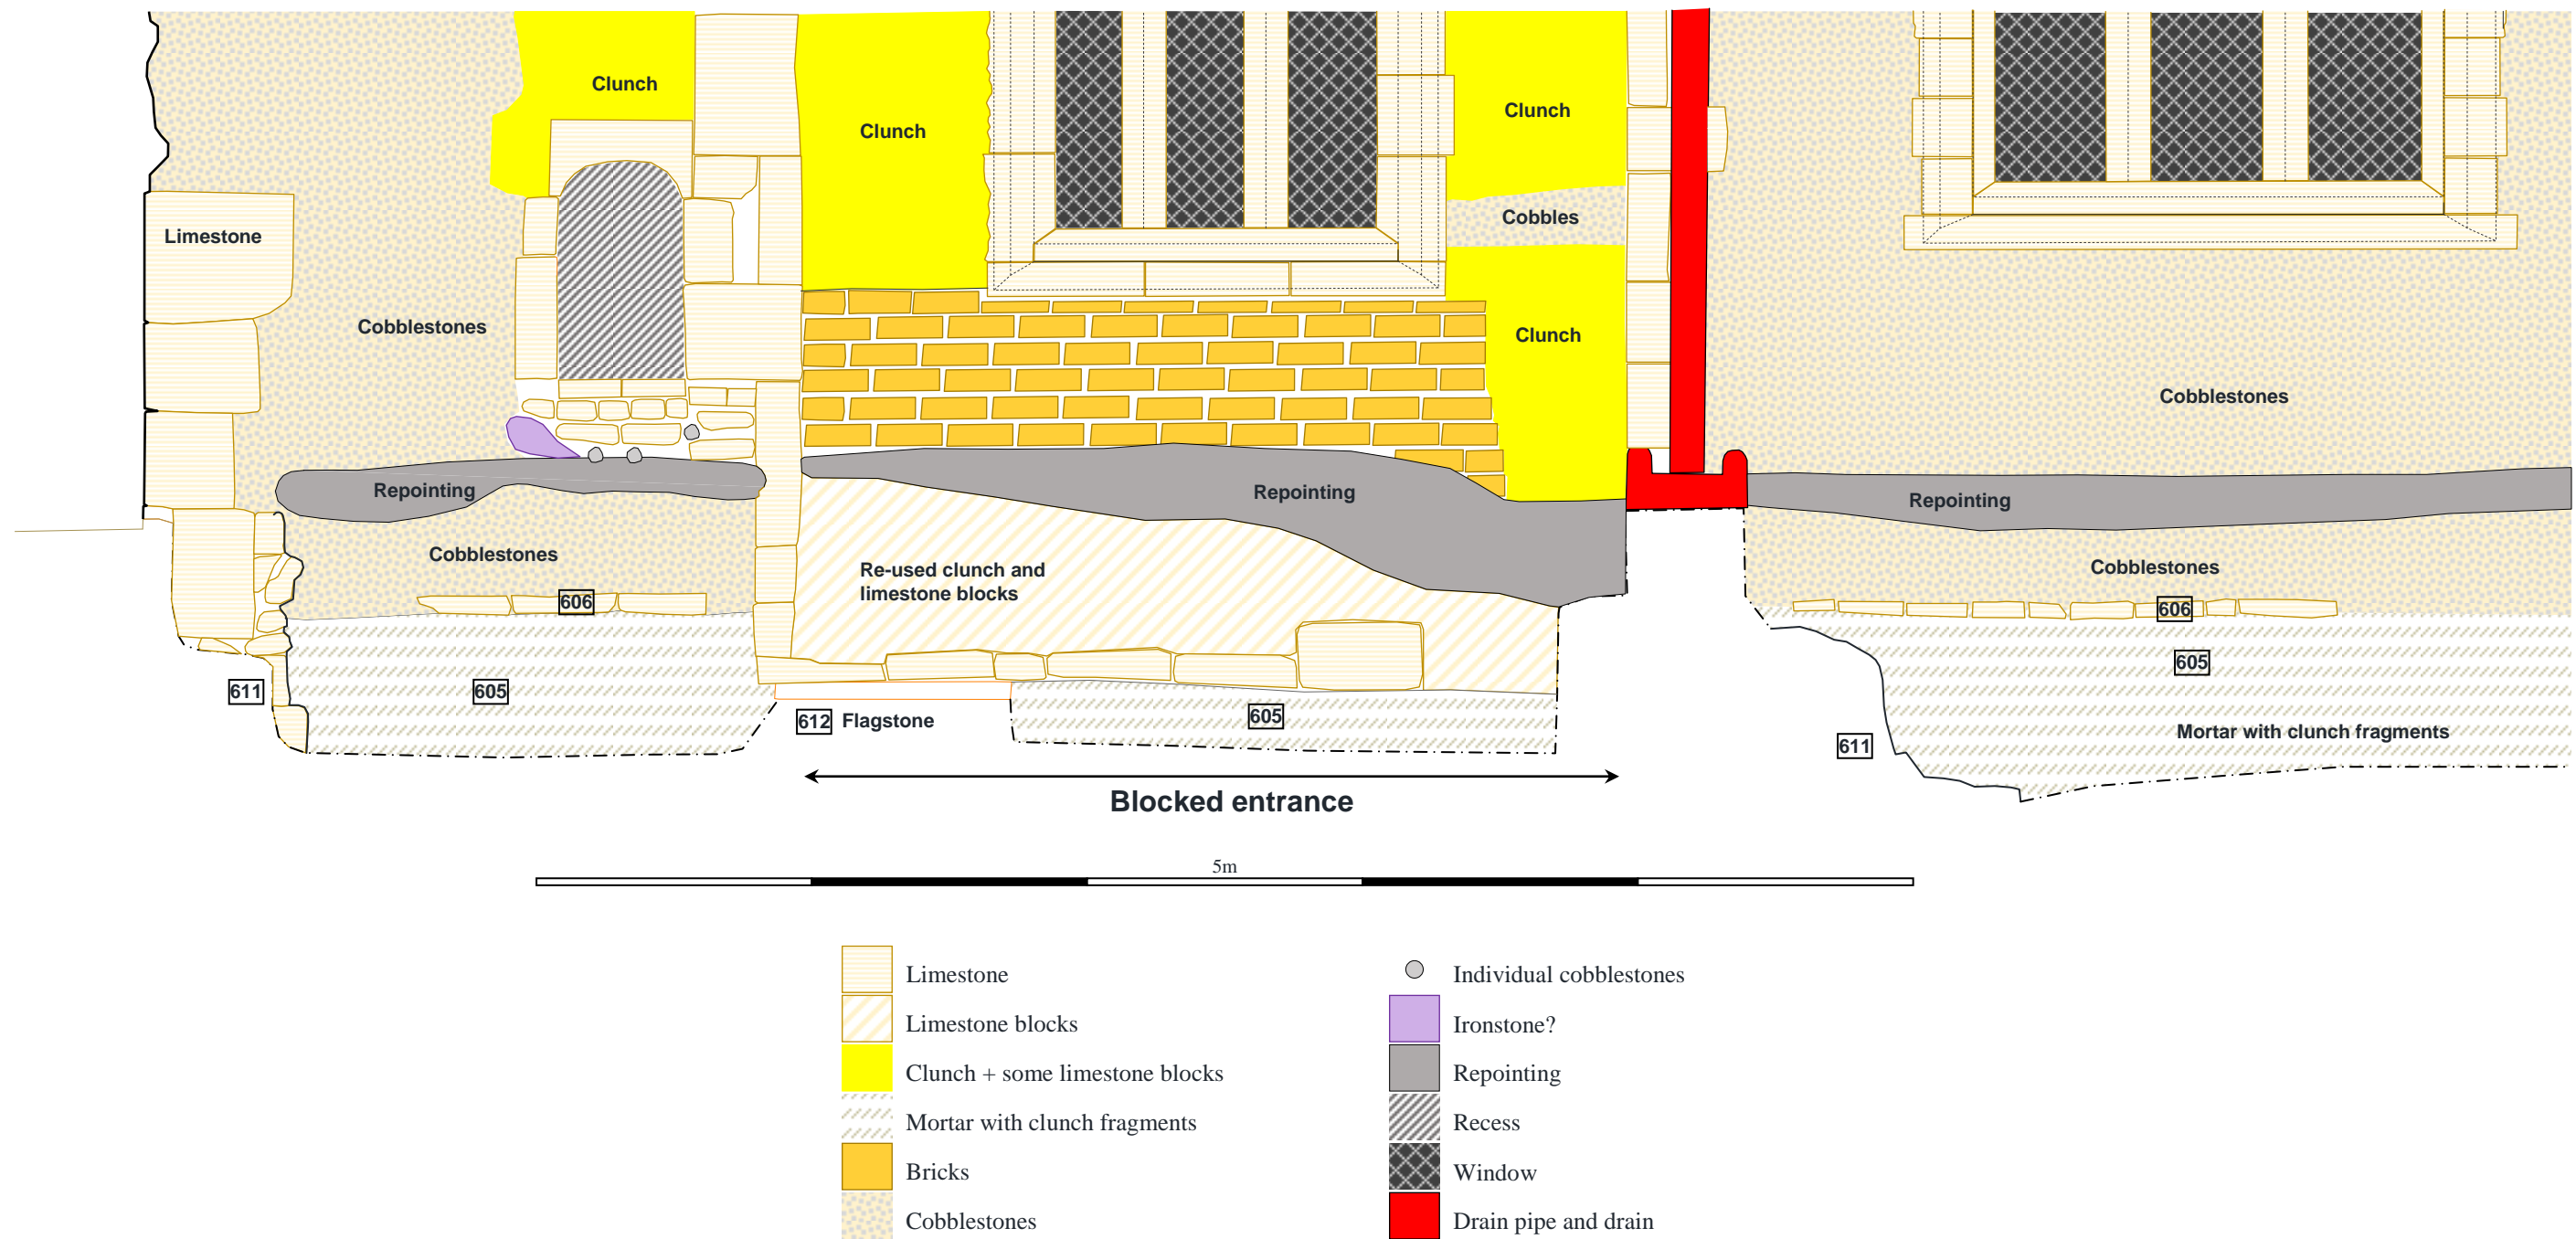 Clunch
Clunch
Clunch
Cobbles
Limestone
Cobblestones
Clunch
Cobblestones
Repointing
Repointing
Repointing
Cobblestones
Re-used clunch and
limestone blocks
Cobblestones
606
606
611
605
605
612 Flagstone
605
611
Mortar with clunch fragments
Blocked entrance
5m
Limestone
Limestone blocks
Clunch + some limestone blocks
Mortar with clunch fragments
Bricks
Cobblestones
Individual cobblestones
Ironstone?
Repointing
Recess
Window
Drain pipe and drain